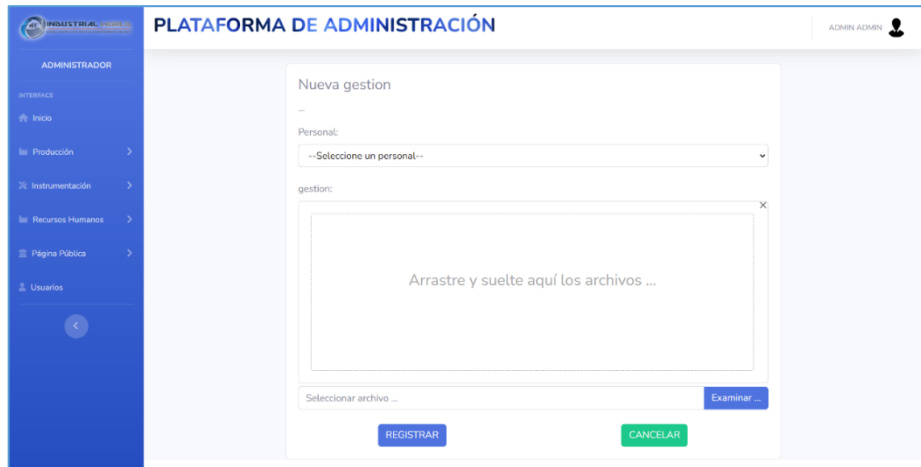 INDUSTRIAL
PLATAFORMA DE ADMINISTRACIÓN
ADMIN ADMIN
ADMINISTRADOR
INTERFACE
Inicio
Producción
Instrumentación
Recursos Humanos
Página Pública
Usuarios
Nueva gestion
...
Personal:
--Seleccione un personal--
gestion:
Arrastre y suelte aquí los archivos ...
Seleccionar archivo ...
Examinar ...
REGISTRAR
CANCELAR